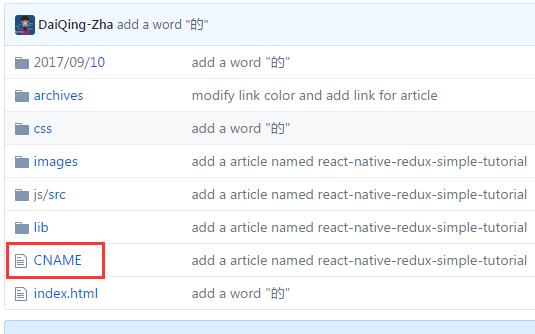 DaiQing-Zha add a word "的"
2017/09/10 add a word "的"
archives modify link color and add link for article
css add a word "的"
images add a article named react-native-redux-simple-tutorial
js/src add a article named react-native-redux-simple-tutorial
lib add a article named react-native-redux-simple-tutorial
CNAME add a article named react-native-redux-simple-tutorial
index.html add a word "的"